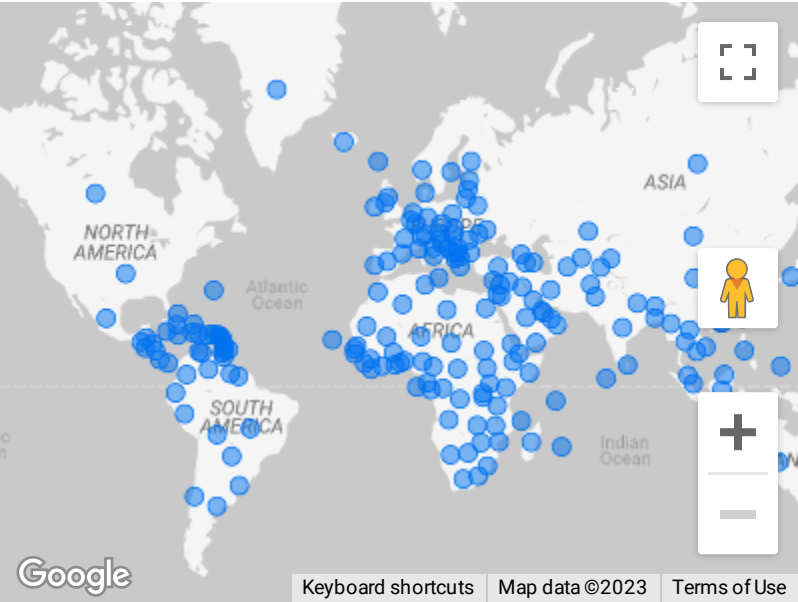 ASIA
NORTH
AMERICA
Atlantic
Ocean
AFRICA
SOUTH
AMERICA
Indian
Ocean
Google
Keyboard shortcuts
Map data ©2023
Terms of Use